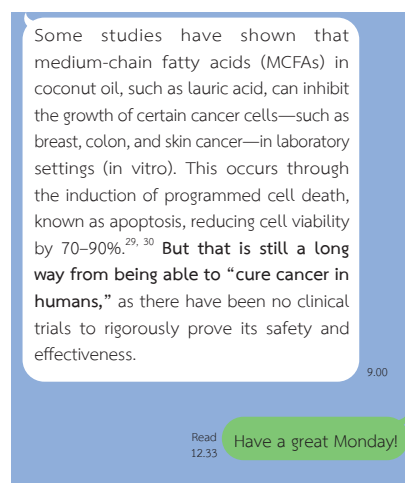 Some studies have shown that
medium-chain fatty acids (MCFAs) in
coconut oil, such as lauric acid, can inhibit
the growth of certain cancer cells—such as
breast, colon, and skin cancer—in laboratory
settings (in vitro). This occurs through
the induction of programmed cell death,
known as apoptosis, reducing cell viability
by 70–90%.29, 30 But that is still a long
way from being able to “cure cancer in
humans,” as there have been no clinical
trials to rigorously prove its safety and
effectiveness.
9.00
Read
12.33
Have a great Monday!